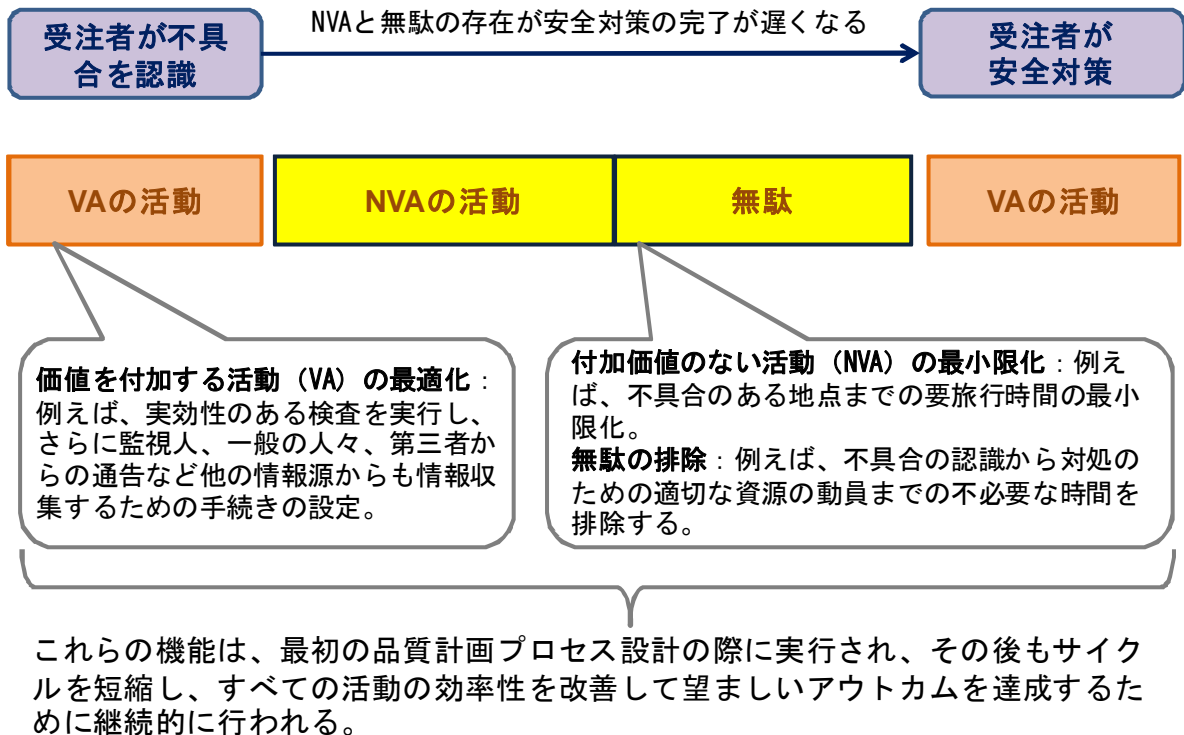 NVAと無駄の存在が安全対策の完了が遅くなる
受注者が不具
合を認識
受注者が
安全対策
VAの活動
NVAの活動
無駄
VAの活動
価値を付加する活動（VA）の最適化：
例えば、実効性のある検査を実行し、
さらに監視人、一般の人々、第三者か
らの通告など他の情報源からも情報収
集するための手続きの設定。
付加価値のない活動（NVA）の最小限化：例え
ば、不具合のある地点までの要旅行時間の最小
限化。
無駄の排除：例えば、不具合の認識から対処の
ための適切な資源の動員までの不必要な時間を
排除する。
これらの機能は、最初の品質計画プロセス設計の際に実行され、その後もサイク
ルを短縮し、すべての活動の効率性を改善して望ましいアウトカムを達成するた
めに継続的に行われる。